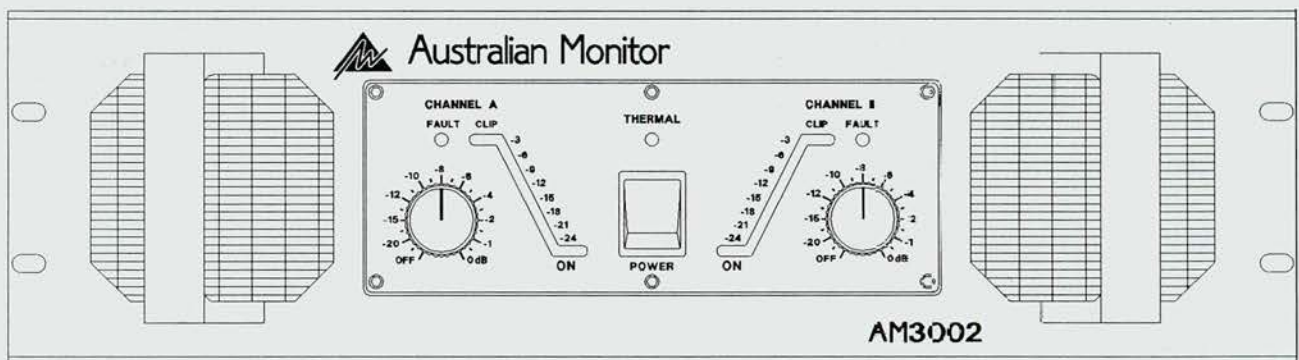 Australian Monitor
CHANNEL A
FAULT CLIP
-3
-6
-9
-12
-15
-18
-21
-24
ON
-8
-10
-6
-12
-4
-15
-2
-20
-1
OFF
0dB
THERMAL
POWER
CHANNEL B
CLIP FAULT
-3
-6
-9
-12
-15
-18
-21
-24
ON
-8
-10
-6
-12
-4
-15
2
-20
-1
OFF
0dB
AM3002